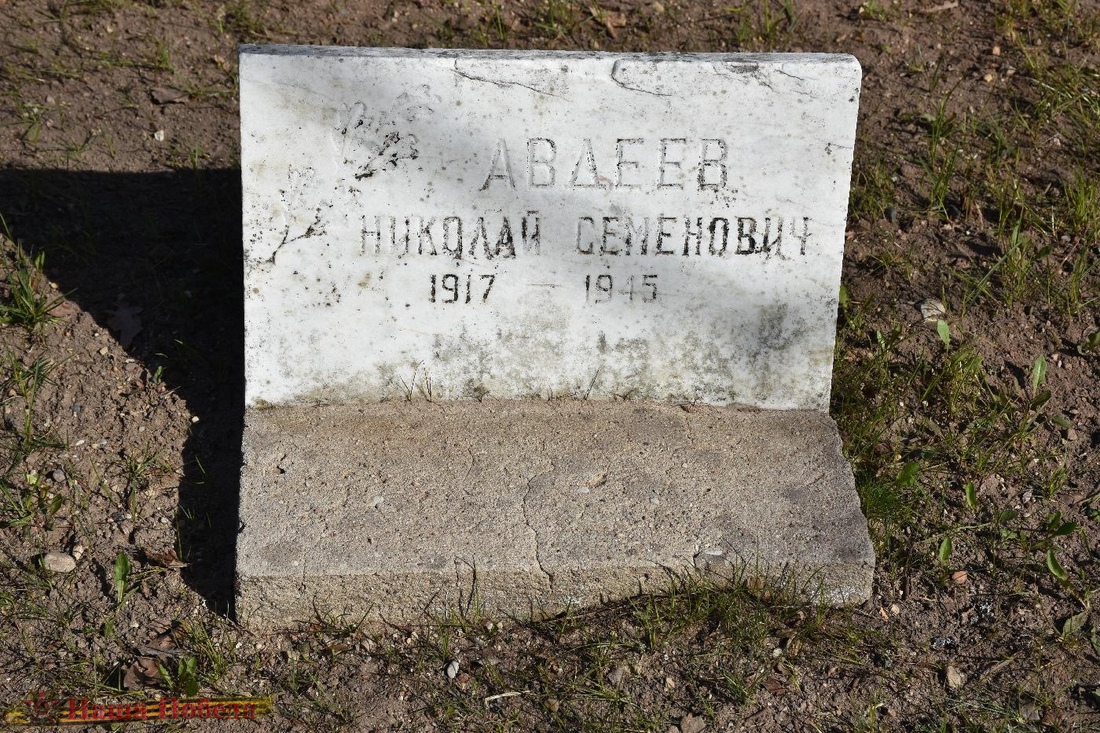 АВДЕЕВ
НИКОЛАЙ СЕМЕНОВИЧ
1917 — 1945
Наша Победа